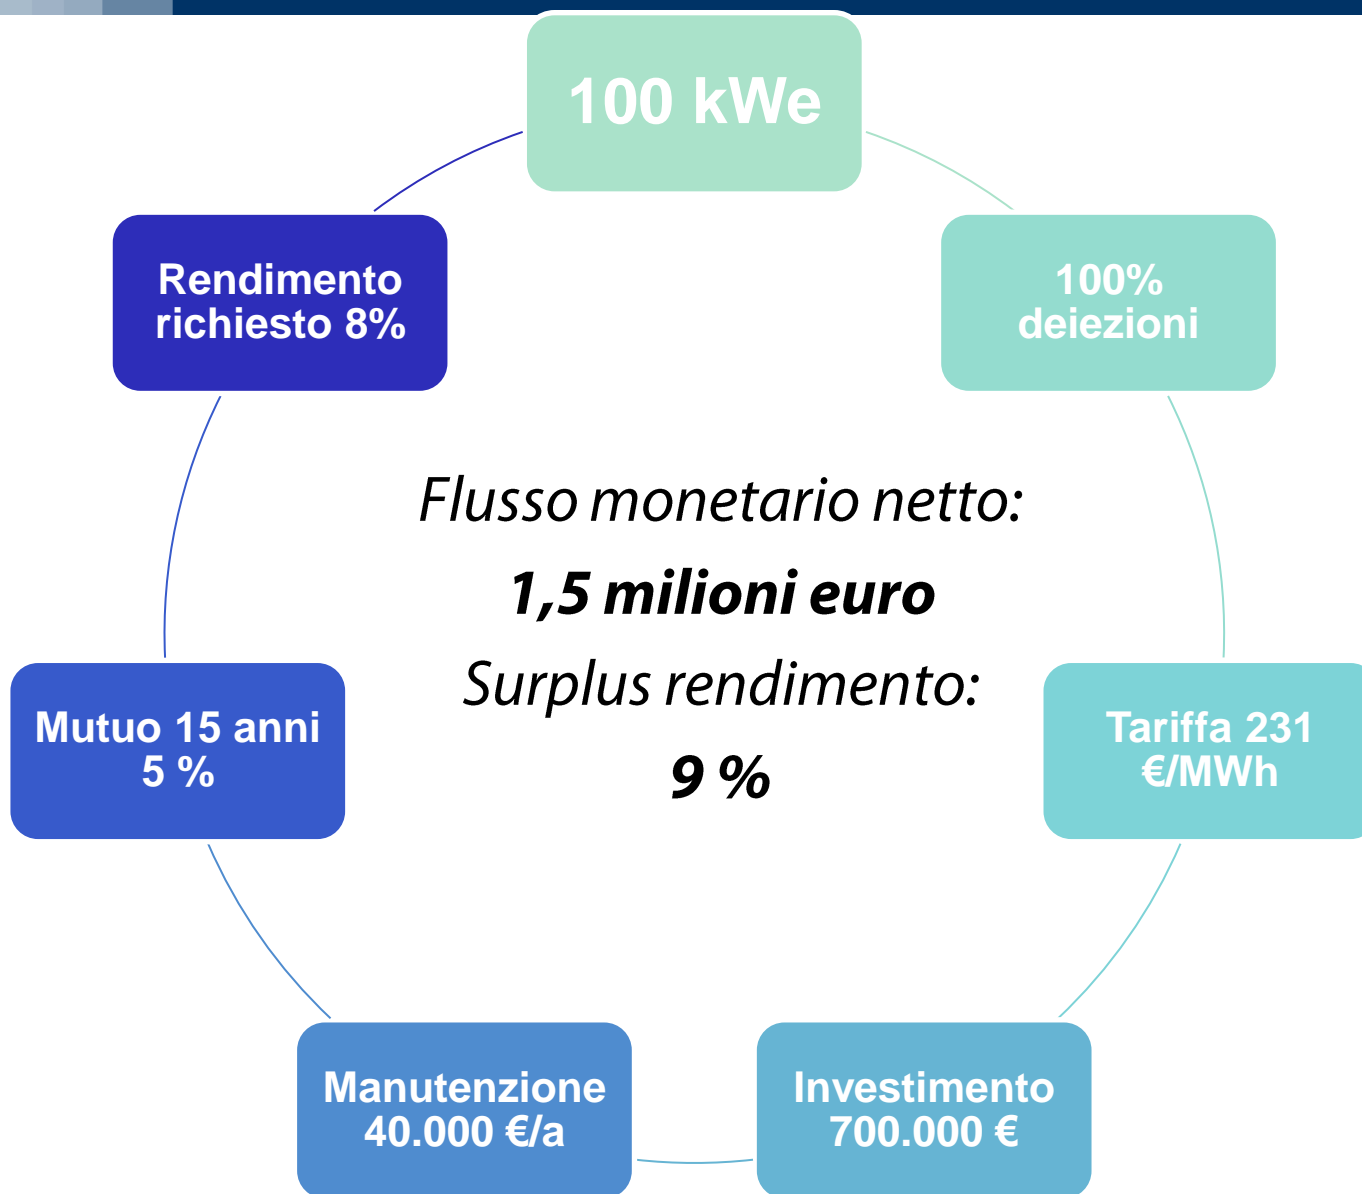 100 kWe
100%
deiezioni
Tariffa 231
€/MWh
Investimento
700.000 €
Manutenzione
40.000 €/a
Mutuo 15 anni
5 %
Rendimento
richiesto 8%
Flusso monetario netto:
1,5 milioni euro
Surplus rendimento:
9 %